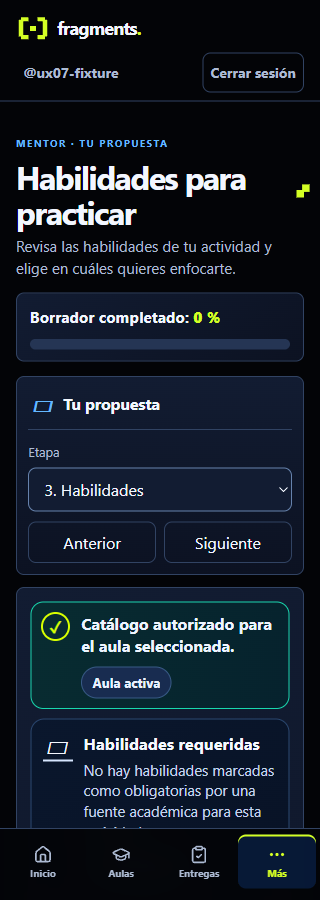 fragments.
@ux07-fixture
Cerrar sesión
MENTOR · TU PROPUESTA
Habilidades para
practicar
Revisa las habilidades de tu actividad y
elige en cuáles quieres enfocarte.
Borrador completado: 0 %
Tu propuesta
Etapa
3. Habilidades
Anterior
Siguiente
Catálogo autorizado para
el aula seleccionada.
Aula activa
Habilidades requeridas
No hay habilidades marcadas
como obligatorias por una
fuente académica para esta
Inicio
Aulas
Entregas
Más